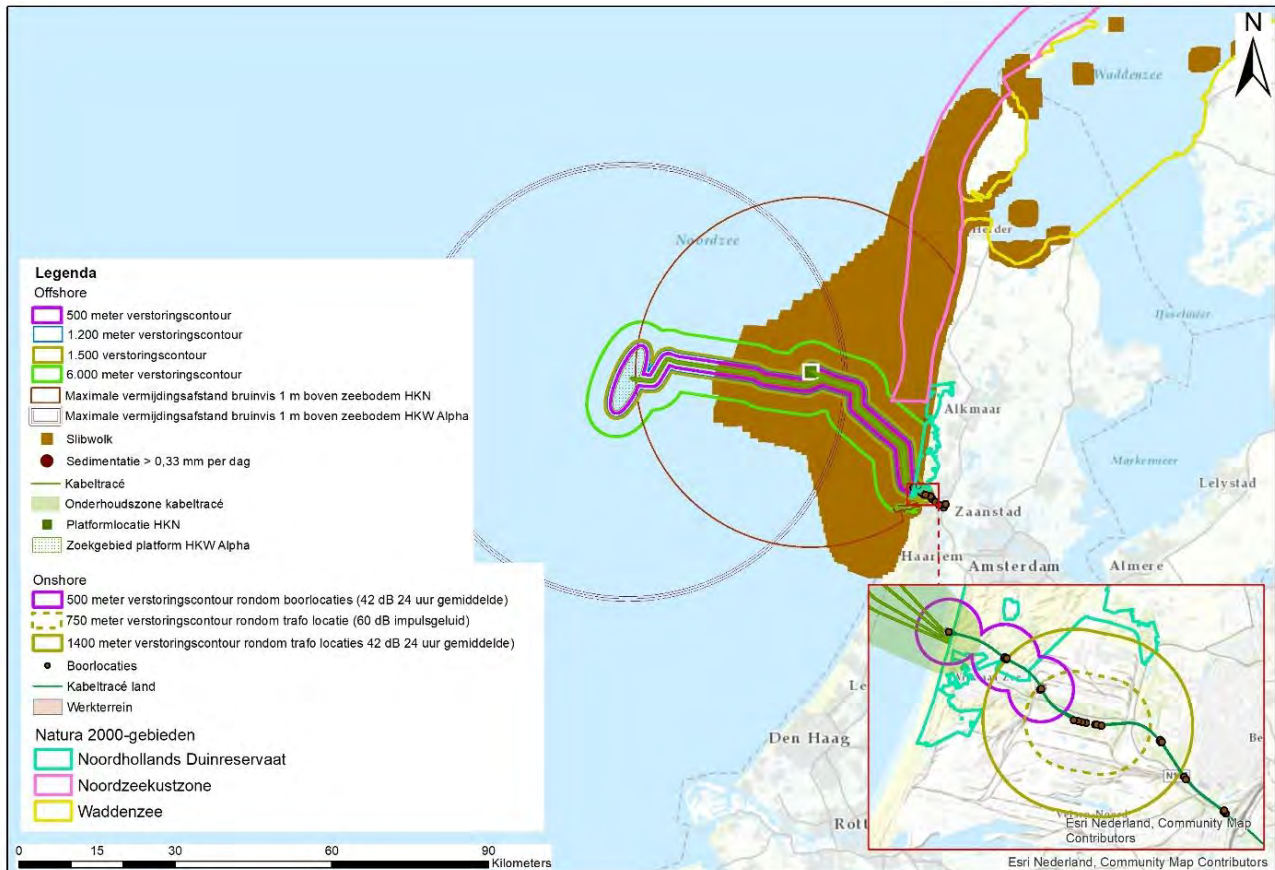 N
Waddenzee
Noordzee
Helder
IJsselmeer
Alkmaar
Markermeer
Lelystad
Zaanstad
Haarlem
Amsterdam
Almere
Le
Den Haag
Rott
Legenda
Offshore
500 meter verstoringscontour
1.200 meter verstoringscontour
1.500 verstoringscontour
6.000 meter verstoringscontour
Maximale vermijdingsafstand bruinvis 1 m boven zeebodem HKN
Maximale vermijdingsafstand bruinvis 1 m boven zeebodem HKW Alpha
Slibwolk
Sedimentatie > 0,33 mm per dag
Kabeltracé
Onderhoudszone kabeltracé
Platformlocatie HKN
Zoekgebied platform HKW Alpha
Onshore
500 meter verstoringscontour rondom boorlocaties (42 dB 24 uur gemiddelde)
750 meter verstoringscontour rondom trafo locatie (60 dB impulsgeluid)
1400 meter verstoringscontour rondom trafo locaties 42 dB 24 uur gemiddelde)
Boorlocaties
Kabeltracé land
Werkterrein
Natura 2000-gebieden
Noordhollands Duinreservaat
Noordzeekustzone
Waddenzee
0 15 30 60 90
Kilometers
Be
Esri Nederland, Community Map
Contributors
Esri Nederland, Community Map Contributors